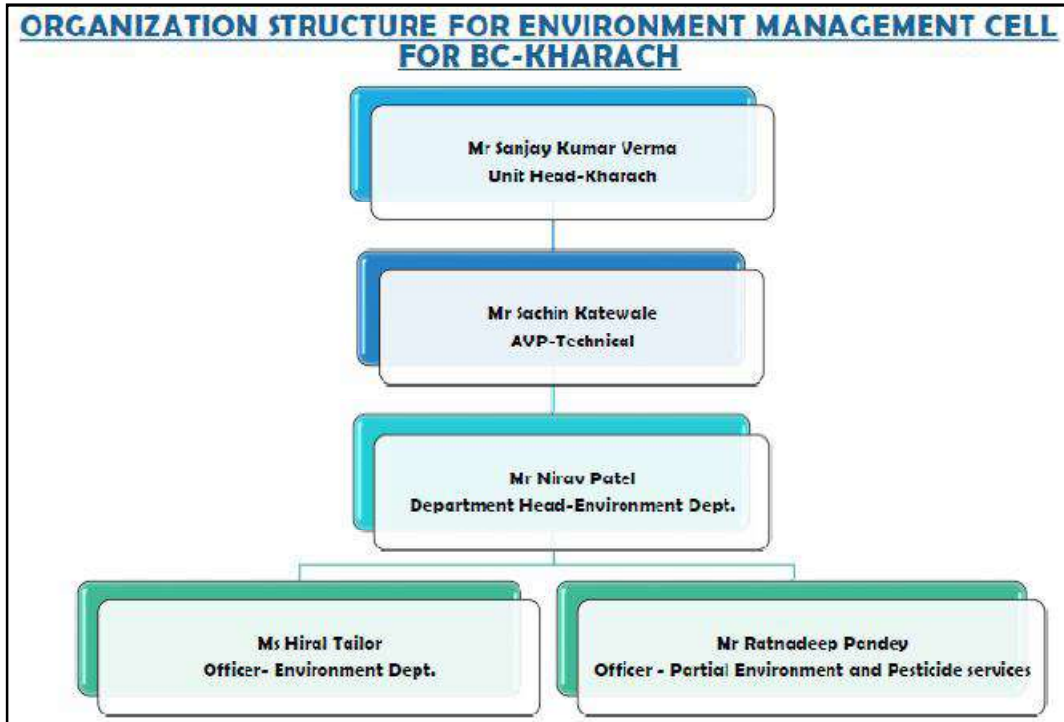 ORGANIZATION STRUCTURE FOR ENVIRONMENT MANAGEMENT CELL
FOR BC-KHARACH
Mr Sanjay Kumar Verma
Unit Head-Kharach
Mr Sachin Katewale
AVP-Technical
Mr Nirav Patel
Department Head-Environment Dept.
Ms Hiral Tailor
Officer- Environment Dept.
Mr Ratnadeep Pandey
Officer - Partial Environment and Pesticide services